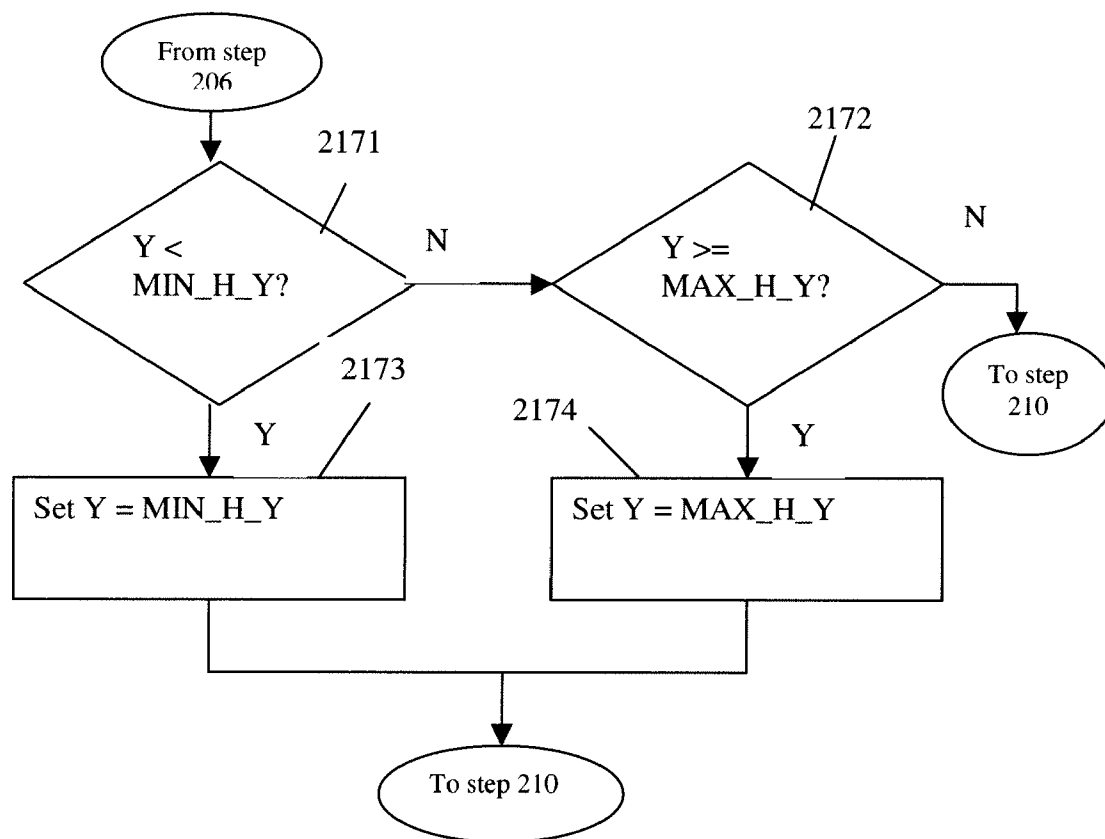 From step
206
2171
2172
Y <
MIN_H_Y?
N
Y >=
MAX_H_Y?
N
To step
210
2173
2174
Y
Y
Set Y = MIN_H_Y
Set Y = MAX_H_Y
To step 210